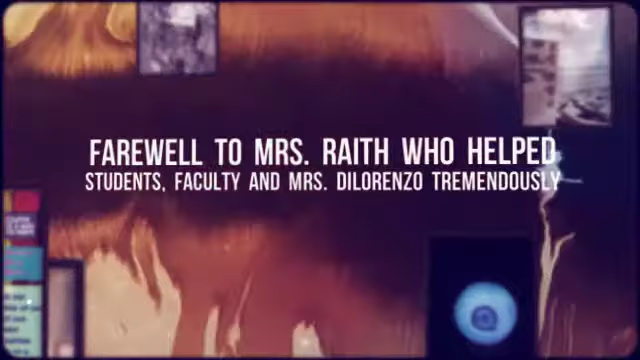 FAREWELL TO MRS. RAITH WHO HELPED
STUDENTS, FACULTY AND MRS. DILORENZO TREMENDOUSLY